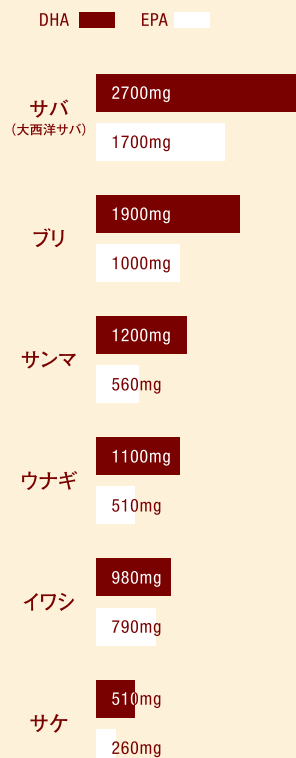 DHA EPA
サバ
(大西洋サバ)
2700mg
1700mg
ブリ
1900mg
1000mg
サンマ
1200mg
560mg
ウナギ
1100mg
510mg
イワシ
980mg
790mg
サケ
510mg
260mg